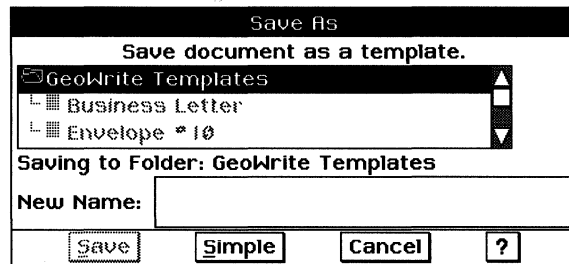 Save As
Save document as a template.
GeoWrite Templates
Business Letter
Envelope #10
Saving to Folder: GeoWrite Templates
New Name:
Save Simple Cancel ?